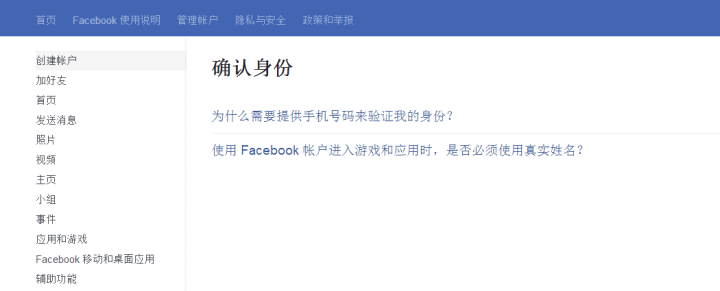 首页 Facebook 使用说明 管理帐户 隐私与安全 政策和举报
创建帐户
加好友
首页
发送消息
照片
视频
主页
小组
事件
应用和游戏
Facebook 移动和桌面应用
辅助功能
确认身份
为什么需要提供手机号码来验证我的身份?
使用 Facebook 帐户进入游戏和应用时，是否必须使用真实姓名?